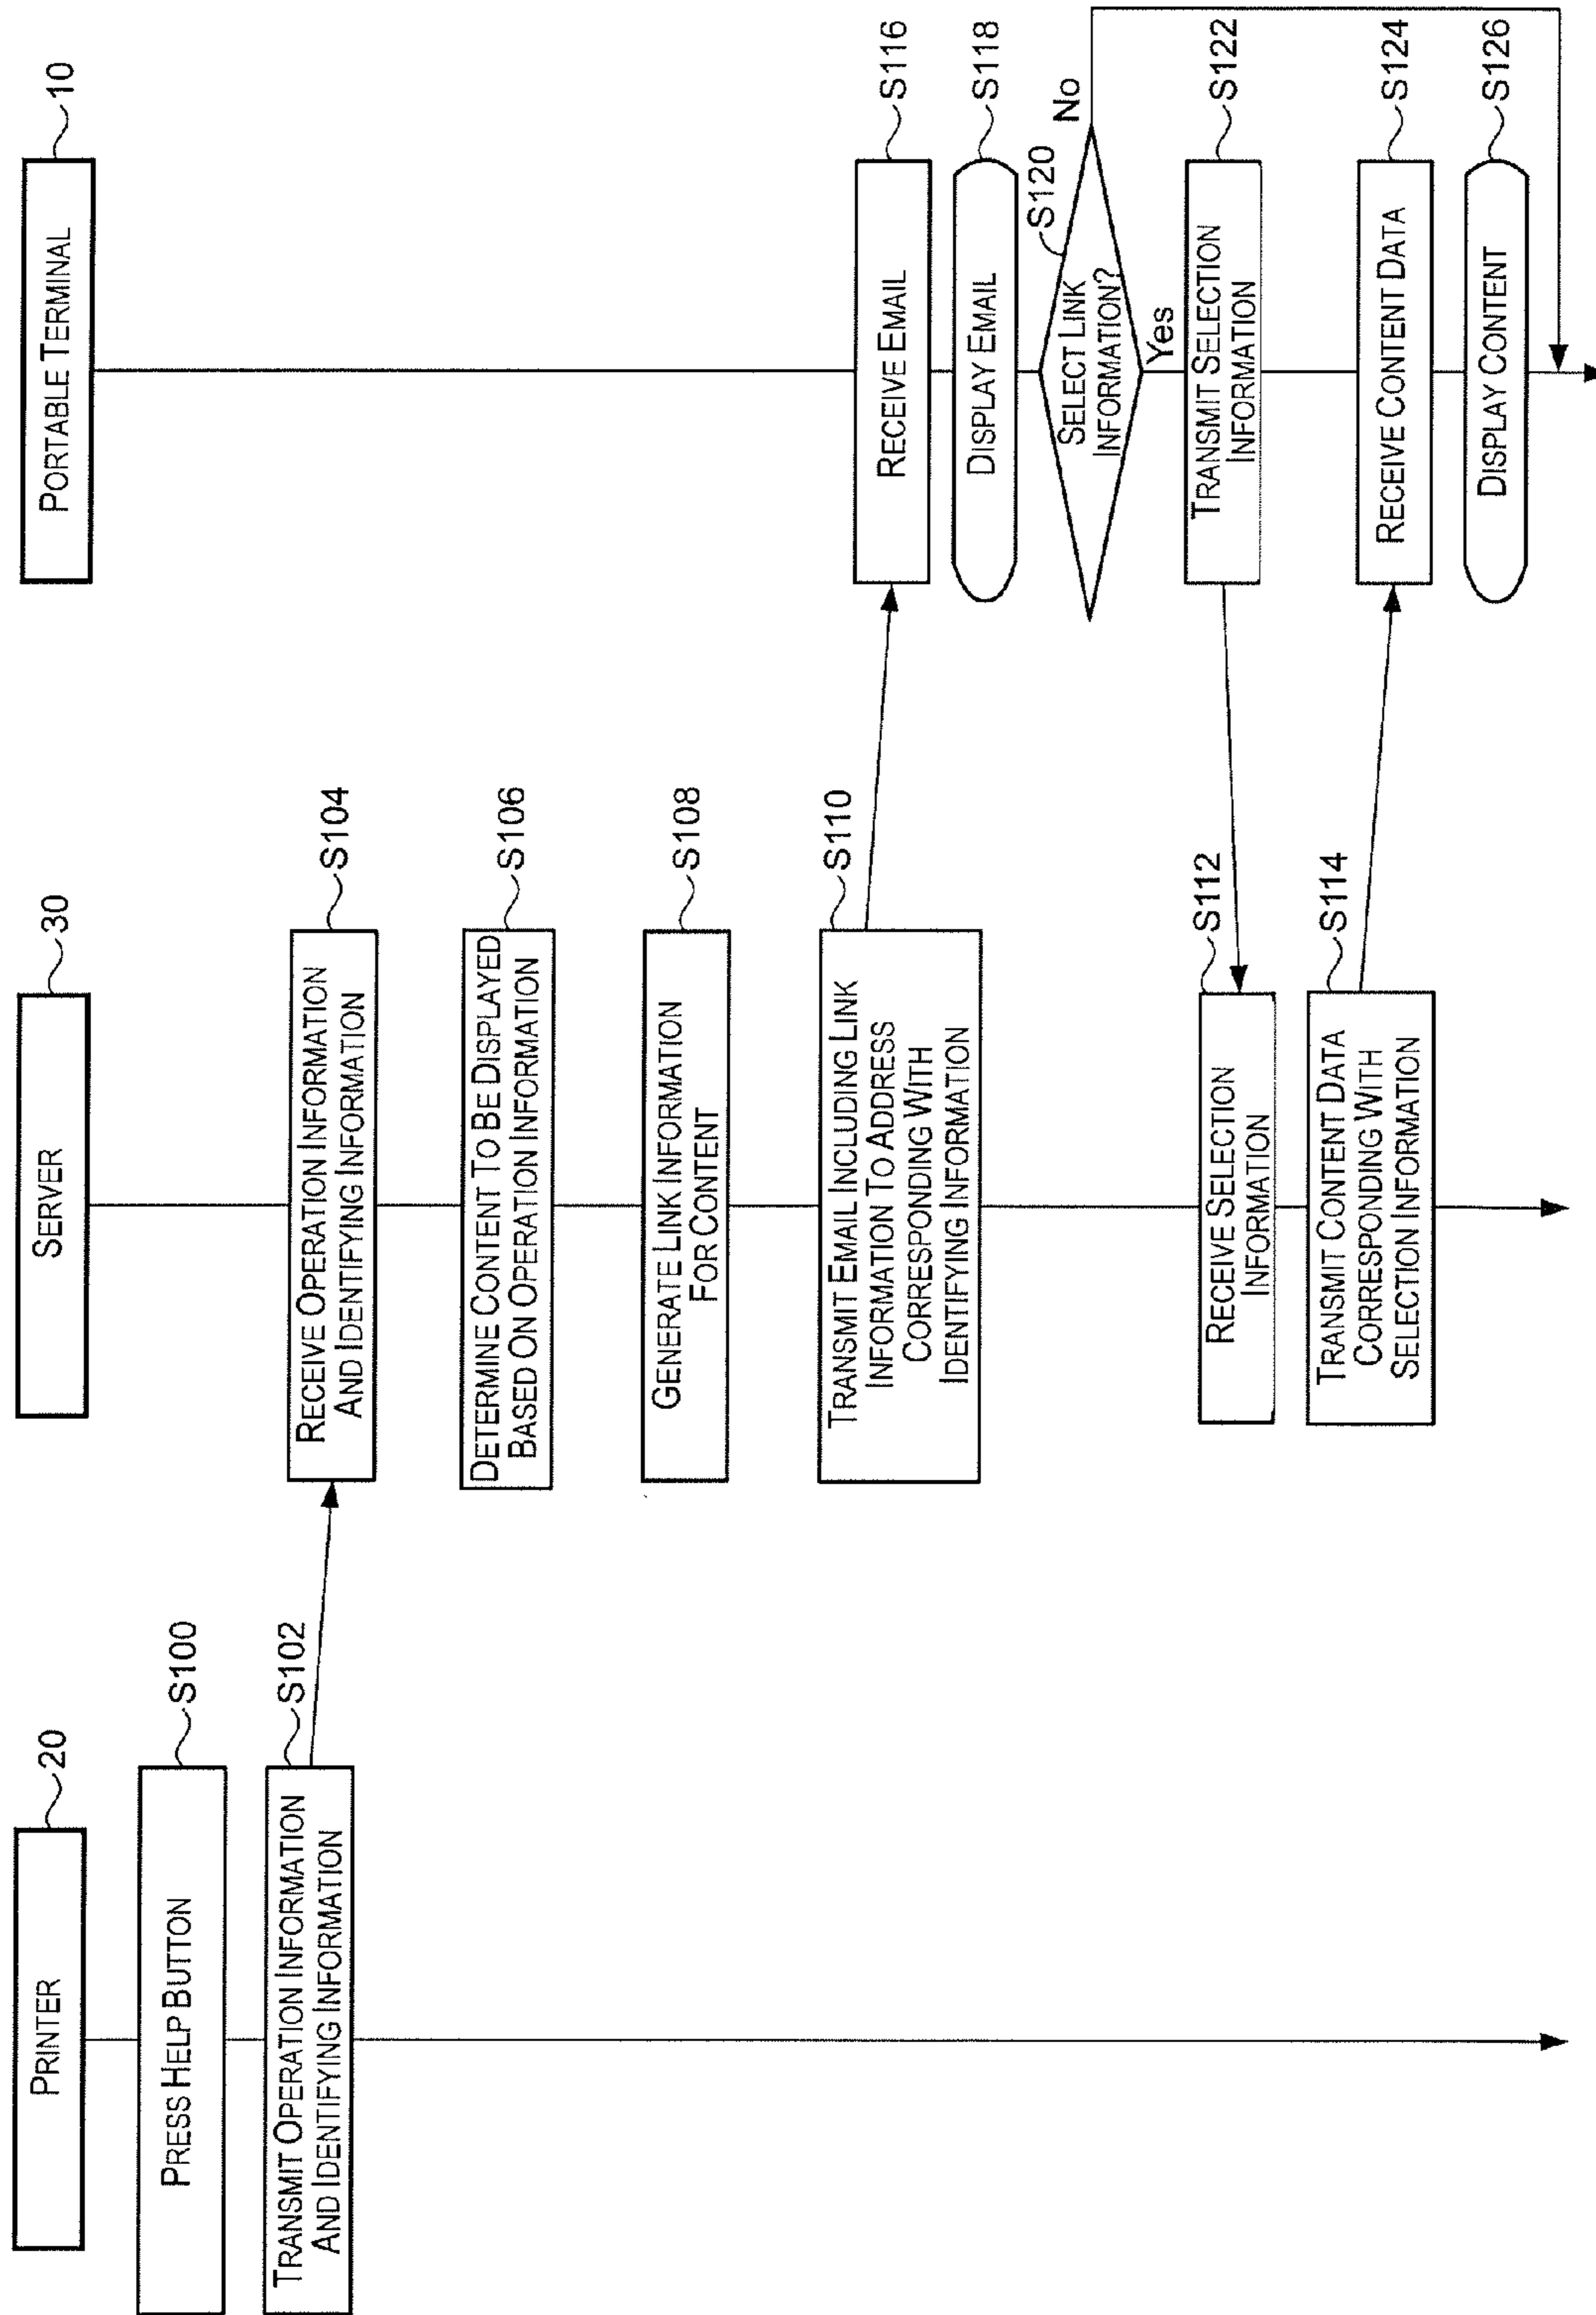 PRINTER
20
PRESS HELP BUTTON
S100
TRANSMIT OPERATION INFORMATION
AND IDENTIFYING INFORMATION
S102
SERVER
30
RECEIVE OPERATION INFORMATION
AND IDENTIFYING INFORMATION
S104
DETERMINE CONTENT TO BE DISPLAYED
BASED ON OPERATION INFORMATION
S106
GENERATE LINK INFORMATION
FOR CONTENT
S108
TRANSMIT EMAIL INCLUDING LINK
INFORMATION TO ADDRESS
CORRESPONDING WITH
IDENTIFYING INFORMATION
S110
RECEIVE SELECTION
INFORMATION
S112
TRANSMIT CONTENT DATA
CORRESPONDING WITH
SELECTION INFORMATION
S114
PORTABLE TERMINAL
10
RECEIVE EMAIL
S116
DISPLAY EMAIL
S118
SELECT LINK
INFORMATION?
S120
No
Yes
TRANSMIT SELECTION
INFORMATION
S122
RECEIVE CONTENT DATA
S124
DISPLAY CONTENT
S126